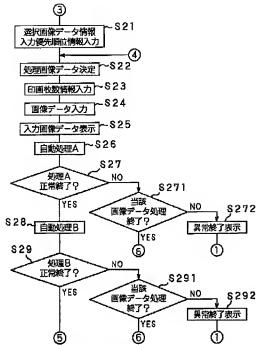 ③
S21
選択画像データ情報
入力優先順位情報入力
④
S22
処理画像データ決定
S23
印画枚数情報入力
S24
画像データ入力
S25
入力画像データ表示
S26
自動処理A
S27
処理A
正常終了?
NO
YES
S271
当該
画像データ処理
終了?
NO
YES
S272
異常終了表示
⑥
①
S28
自動処理B
S29
処理B
正常終了?
NO
YES
S291
当該
画像データ処理
終了?
NO
YES
S292
異常終了表示
⑤
⑥
①